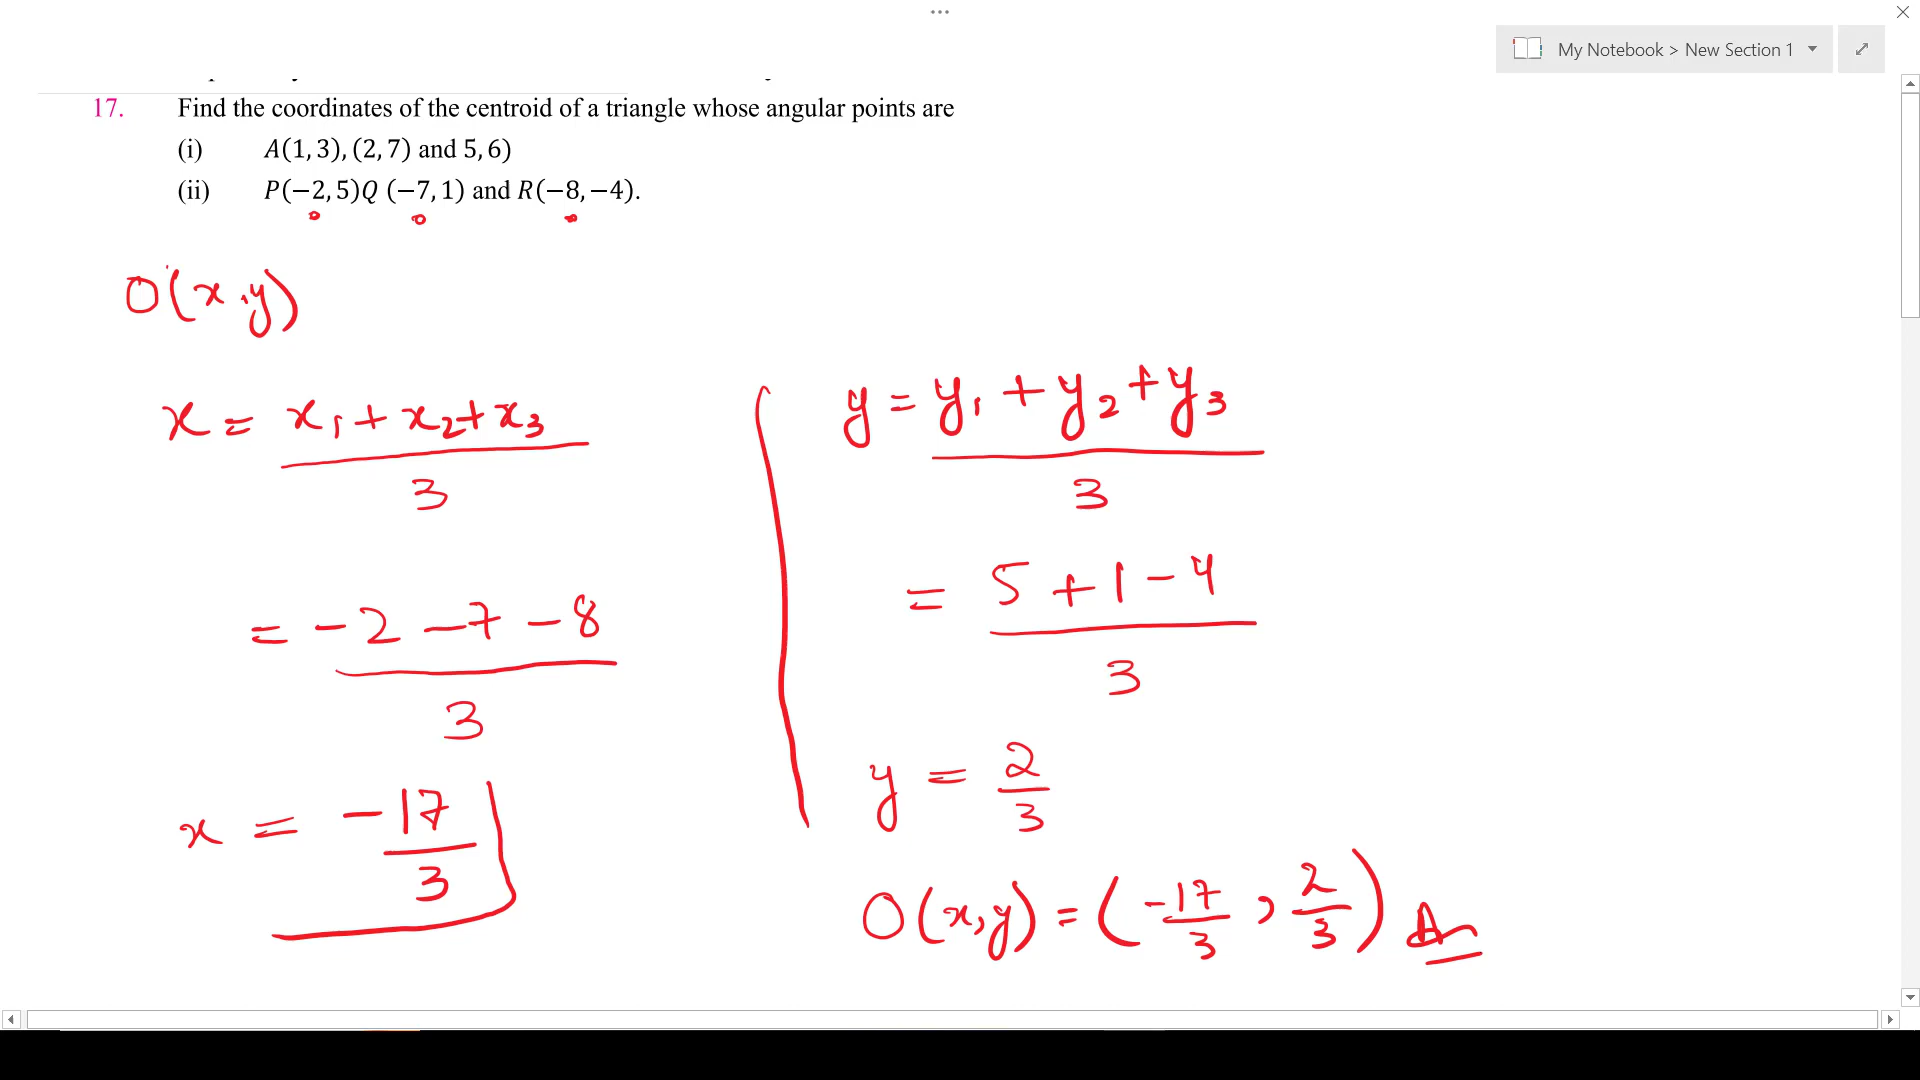 My Notebook > New Section 1
17. Find the coordinates of the centroid of a triangle whose angular points are
(i) A(1, 3), (2, 7) and 5, 6)
(ii) P(−2, 5)Q (−7, 1) and R(−8, −4).
O(x, y)
x = x₁ + x₂ + x₃
3
= -2 -7 -8
3
x = -17
3
y = y₁ + y₂ + y₃
3
= 5 + 1 - 4
3
y = 2
3
O(x, y) = (-17/3, 2/3)